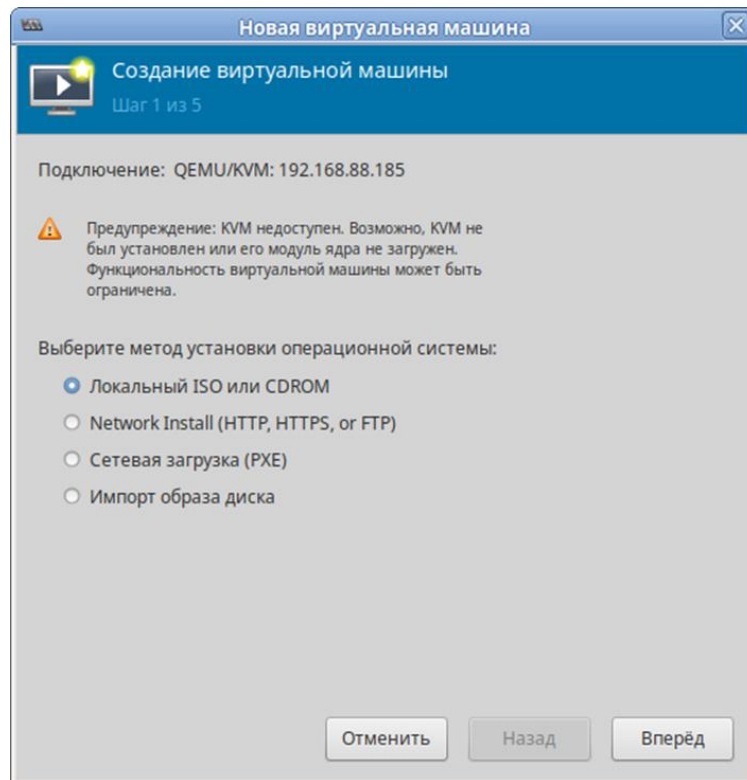 Новая виртуальная машина
Создание виртуальной машины
Шаг 1 из 5
Подключение: QEMU/KVM: 192.168.88.185
Предупреждение: KVM недоступен. Возможно, KVM не
был установлен или его модуль ядра не загружен.
Функциональность виртуальной машины может быть
ограничена.
Выберите метод установки операционной системы:
Локальный ISO или CDROM
Network Install (HTTP, HTTPS, or FTP)
Сетевая загрузка (PXE)
Импорт образа диска
Отменить Назад Вперёд